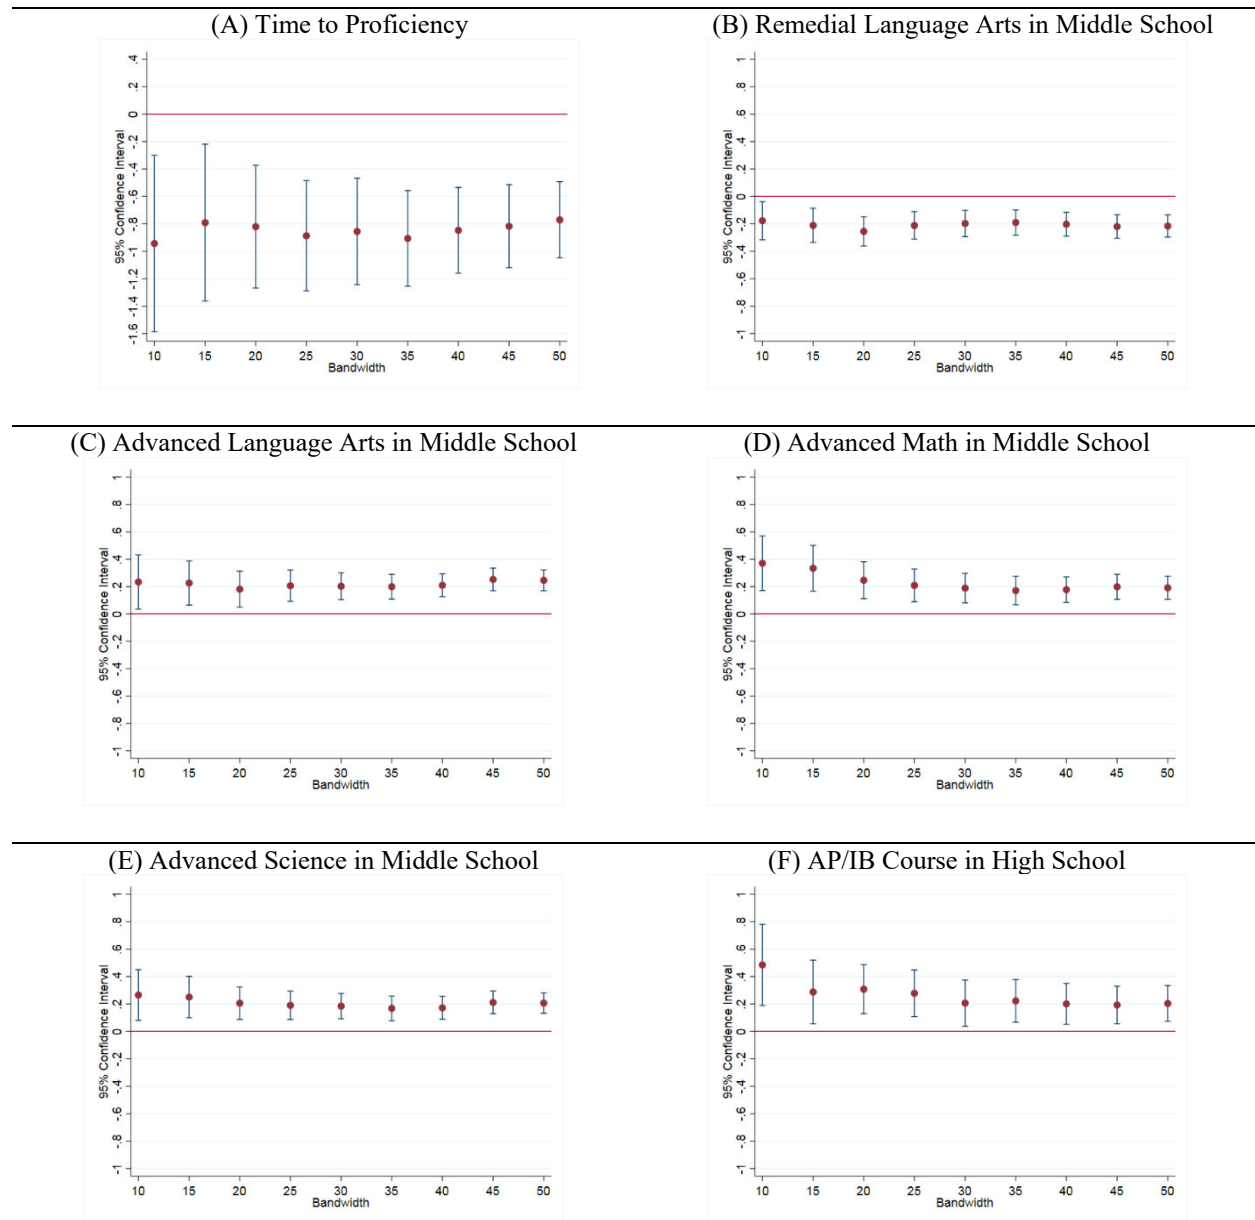 (A) Time to Proficiency
(B) Remedial Language Arts in Middle School
95% Confidence Interval
.4
.2
0
-.2
-.4
-.6
-.8
-1
-1.2
-1.4
-1.6
10 15 20 25 30 35 40 45 50
Bandwidth
95% Confidence Interval
1
.8
.6
.4
.2
0
-.2
-.4
-.6
-.8
-1
10 15 20 25 30 35 40 45 50
Bandwidth
(C) Advanced Language Arts in Middle School
(D) Advanced Math in Middle School
95% Confidence Interval
1
.8
.6
.4
.2
0
-.2
-.4
-.6
-.8
-1
10 15 20 25 30 35 40 45 50
Bandwidth
95% Confidence Interval
1
.8
.6
.4
.2
0
-.2
-.4
-.6
-.8
-1
10 15 20 25 30 35 40 45 50
Bandwidth
(E) Advanced Science in Middle School
(F) AP/IB Course in High School
95% Confidence Interval
1
.8
.6
.4
.2
0
-.2
-.4
-.6
-.8
-1
10 15 20 25 30 35 40 45 50
Bandwidth
95% Confidence Interval
1
.8
.6
.4
.2
0
-.2
-.4
-.6
-.8
-1
10 15 20 25 30 35 40 45 50
Bandwidth